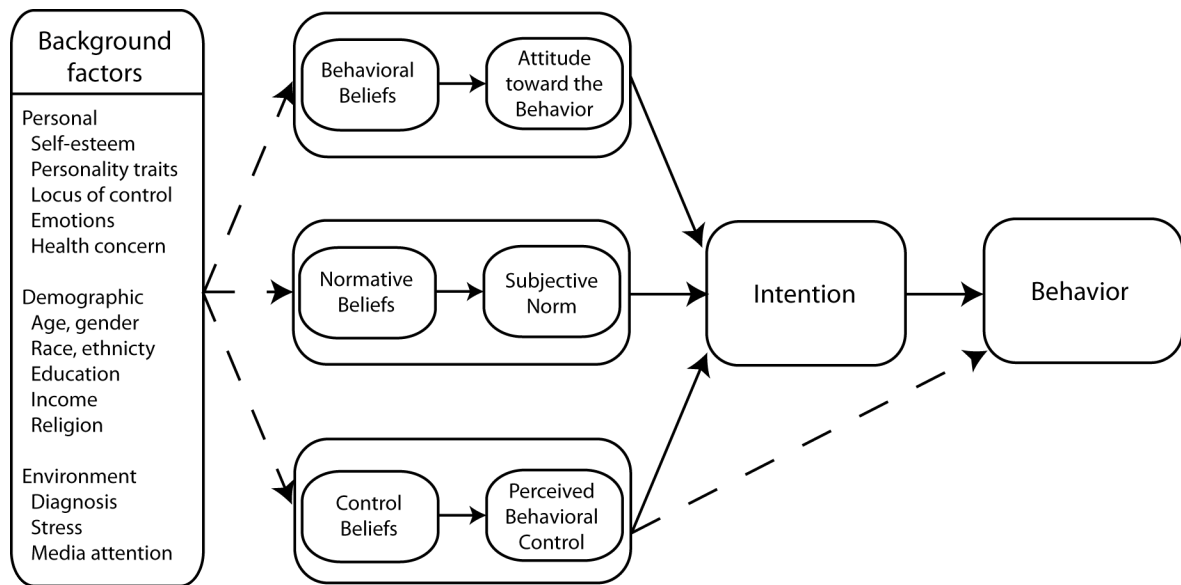 Background
factors
Personal
Self-esteem
Personality traits
Locus of control
Emotions
Health concern
Demographic
Age, gender
Race, ethnicty
Education
Income
Religion
Environment
Diagnosis
Stress
Media attention
Behavioral
Beliefs
Attitude
toward the
Behavior
Normative
Beliefs
Subjective
Norm
Control
Beliefs
Perceived
Behavioral
Control
Intention
Behavior